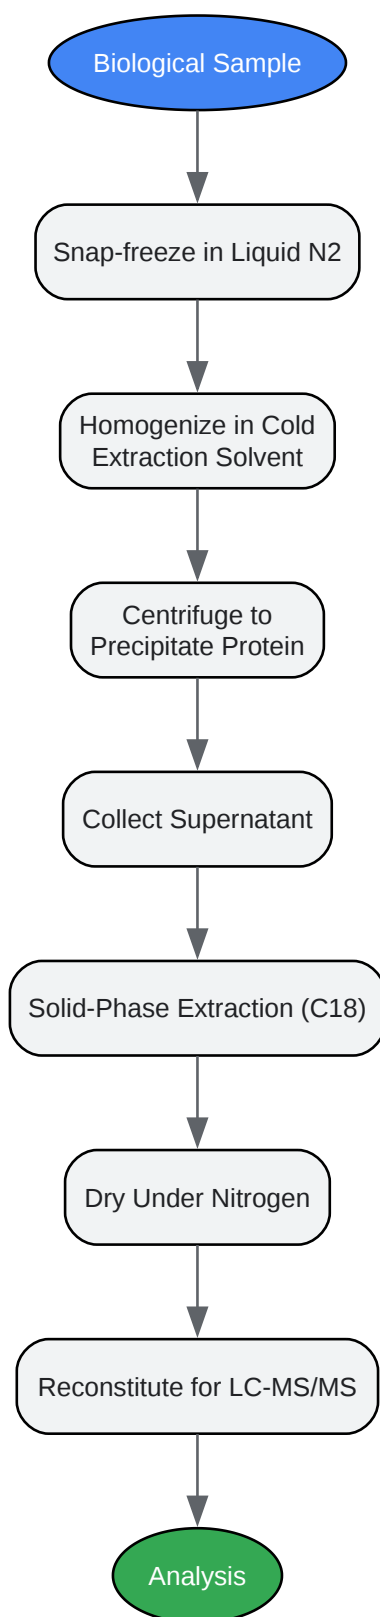 Biological Sample
Snap-freeze in Liquid N2
Homogenize in Cold
Extraction Solvent
Centrifuge to
Precipitate Protein
Collect Supernatant
Solid-Phase Extraction (C18)
Dry Under Nitrogen
Reconstitute for LC-MS/MS
Analysis